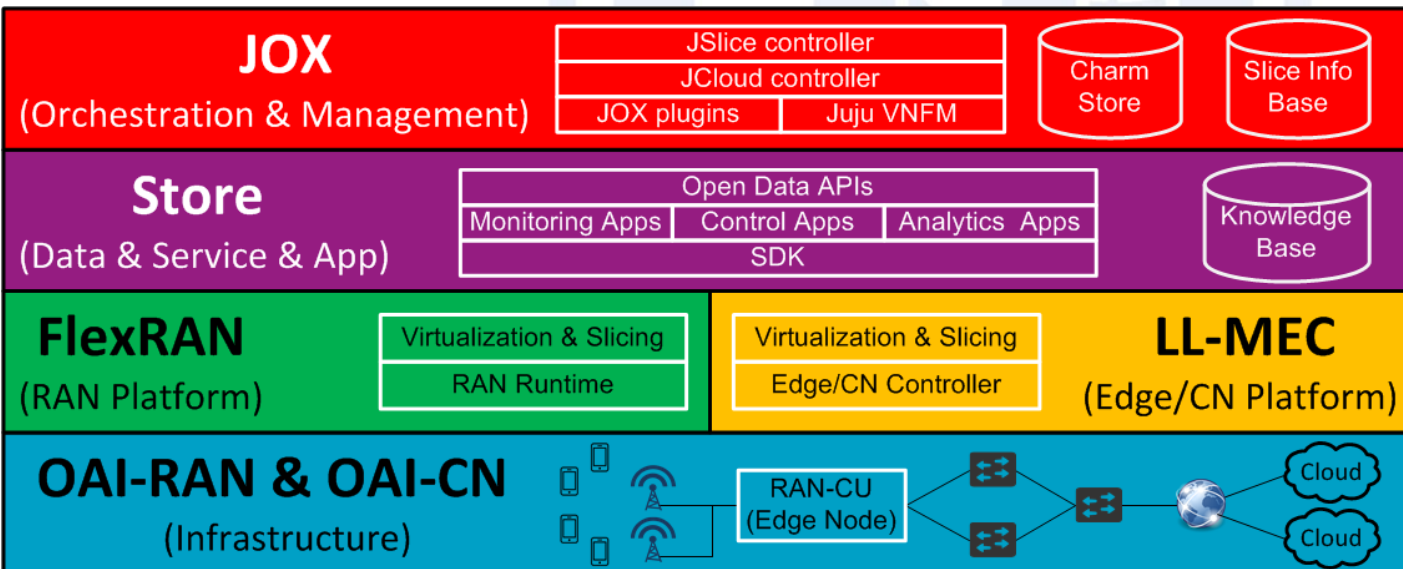 JOX
(Orchestration & Management)
JSlice controller
JCloud controller
JOX plugins
Juju VNFM
Charm
Store
Slice Info
Base
Store
(Data & Service & App)
Open Data APIs
Monitoring Apps
Control Apps
Analytics Apps
SDK
Knowledge
Base
FlexRAN
(RAN Platform)
Virtualization & Slicing
RAN Runtime
Virtualization & Slicing
Edge/CN Controller
LL-MEC
(Edge/CN Platform)
OAI-RAN & OAI-CN
(Infrastructure)
RAN-CU
(Edge Node)
Cloud
Cloud